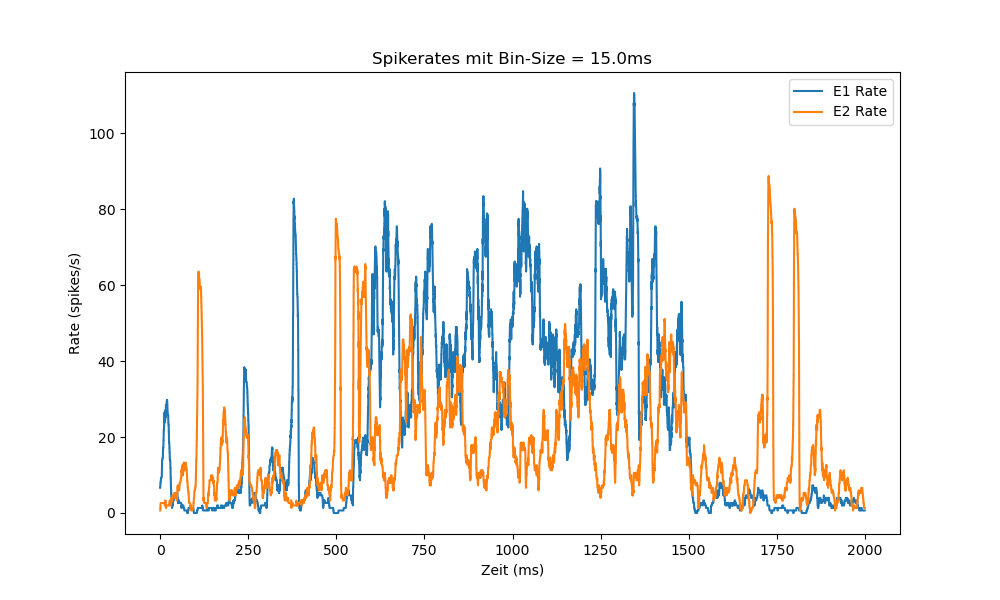 Spikerates mit Bin-Size = 15.0ms
E1 Rate
E2 Rate
100
80
60
40
20
0
Rate (spikes/s)
0 250 500 750 1000 1250 1500 1750 2000
Zeit (ms)